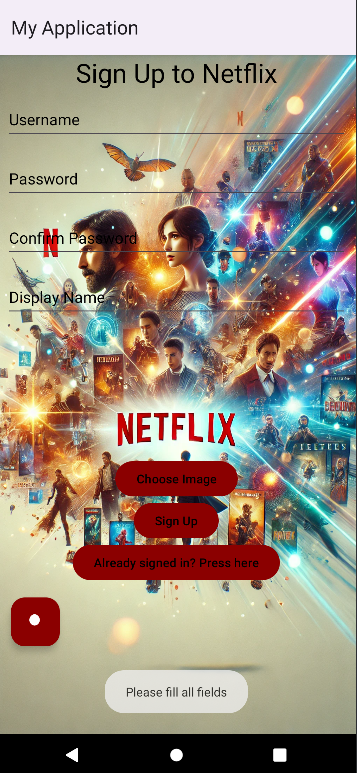 My Application
Sign Up to Netflix
Username
N
Password
Confirm Password
N
Display Name
NETFLIX
Choose Image
Sign Up
Already signed in? Press here
Please fill all fields